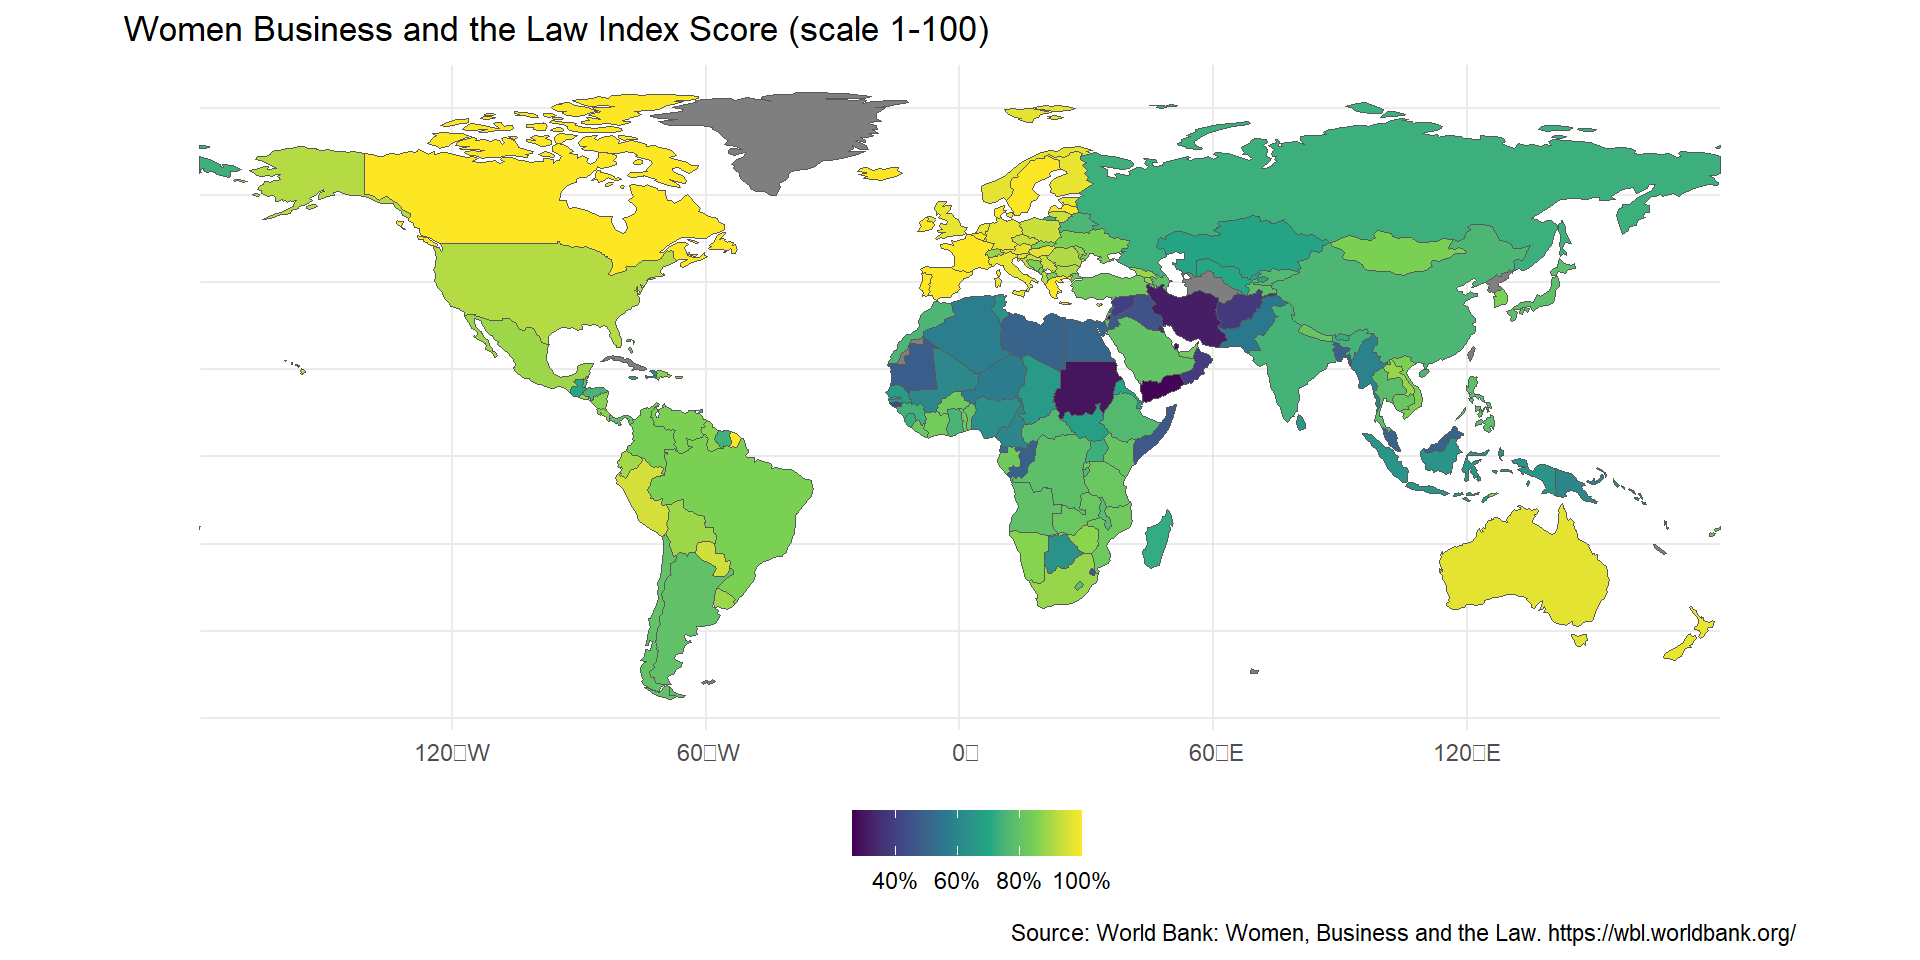 Women Business and the Law Index Score (scale 1-100)
120□W 60□W 0□ 60□E 120□E
40% 60% 80% 100%
Source: World Bank: Women, Business and the Law. https://wbl.worldbank.org/